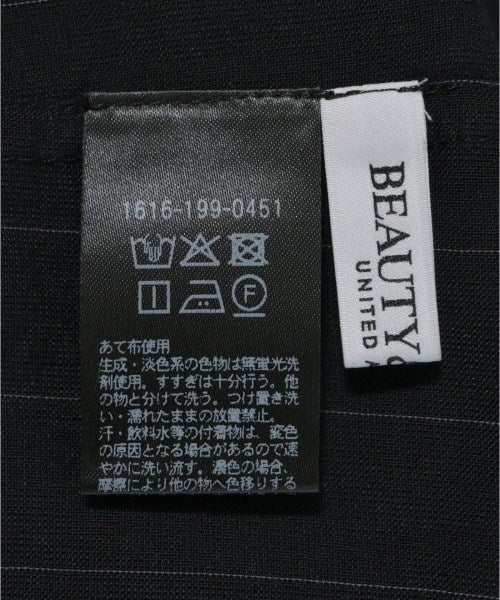 1616-199-0451
F
あて布使用
生成・淡色系の色物は無蛍光洗
剤使用。すすぎは十分行う。他
の物と分けて洗う。つけ置き洗
い・濡れたままの放置禁止。
汗・飲料水等の付着物は、変色
の原因となる場合があるので速
やかに洗い流す。濃色の場合、
摩擦により他の物へ色移りする
BEAUTY &
UNITED A